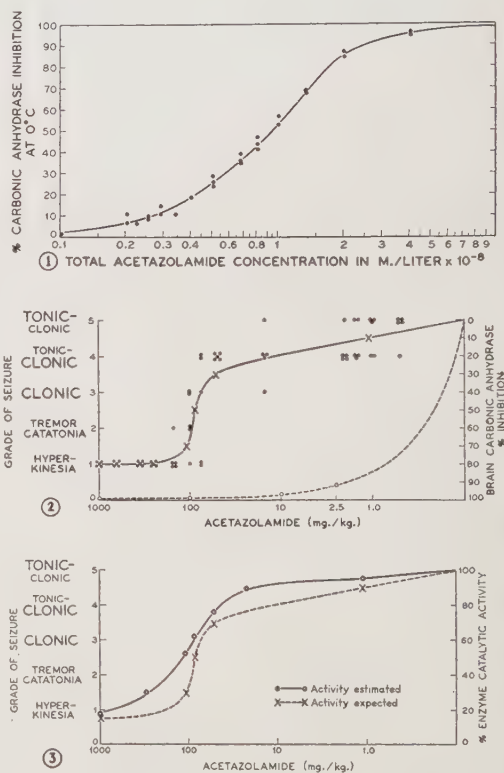 % CARBONIC ANHYDRASE INHIBITION
AT 0°C
100
90
80
70
60
50
40
30
20
10
0
0.1
0.2
0.3
0.4
0.6
0.8
1
2
3
4
5
6
7
8
9
① TOTAL ACETAZOLAMIDE CONCENTRATION IN M./LITER x 10⁻⁸
GRADE OF SEIZURE
TONIC-
CLONIC
5
TONIC-
CLONIC
4
CLONIC
3
TREMOR
CATATONIA
2
HYPER-
KINESIA
1
0
0
10
20
30
40
50
60
70
80
90
100
BRAIN CARBONIC ANHYDRASE
% INHIBITION
1000
100
10
2.5
1.0
ACETAZOLAMIDE (mg./kg.)
②
GRADE OF SEIZURE
TONIC-
CLONIC
5
TONIC-
CLONIC
4
CLONIC
3
TREMOR
CATATONIA
2
HYPER-
KINESIA
1
0
100
80
60
40
20
% ENZYME CATALYTIC ACTIVITY
Activity estimated
Activity expected
1000
100
10
1.0
ACETAZOLAMIDE (mg./kg.)
③